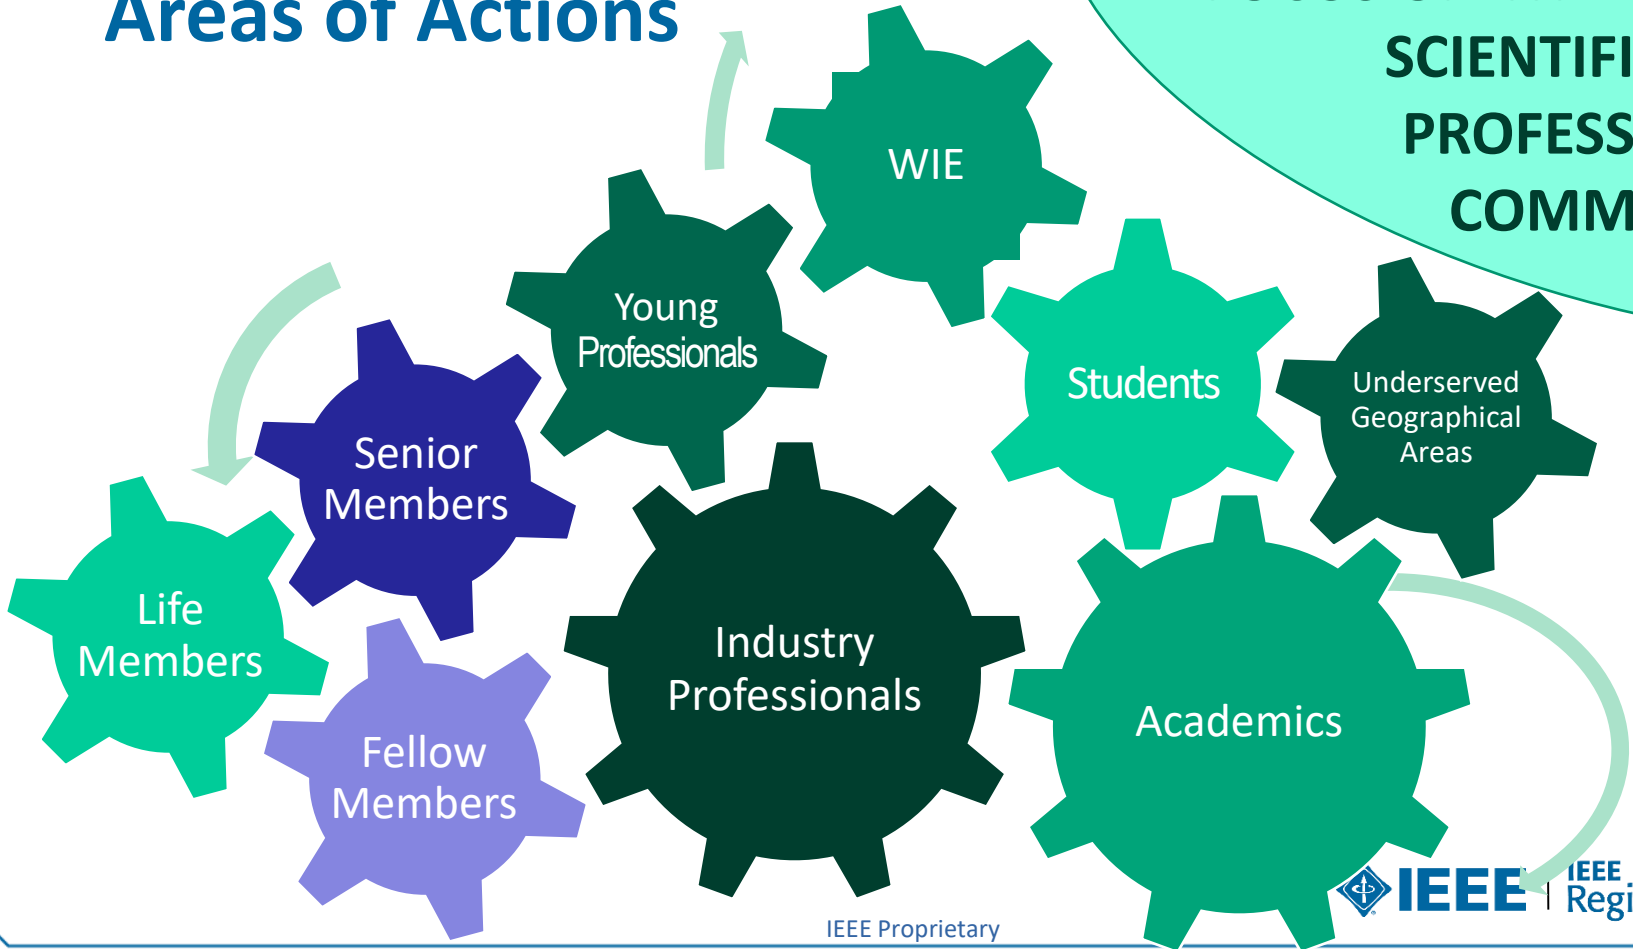 Areas of Actions
SCIENTIFI
PROFESS
COMM
WIE
Young
Professionals
Students
Underserved
Geographical
Areas
Senior
Members
Life
Members
Industry
Professionals
Academics
Fellow
Members
IEEE
IEEE
Regi
IEEE Proprietary